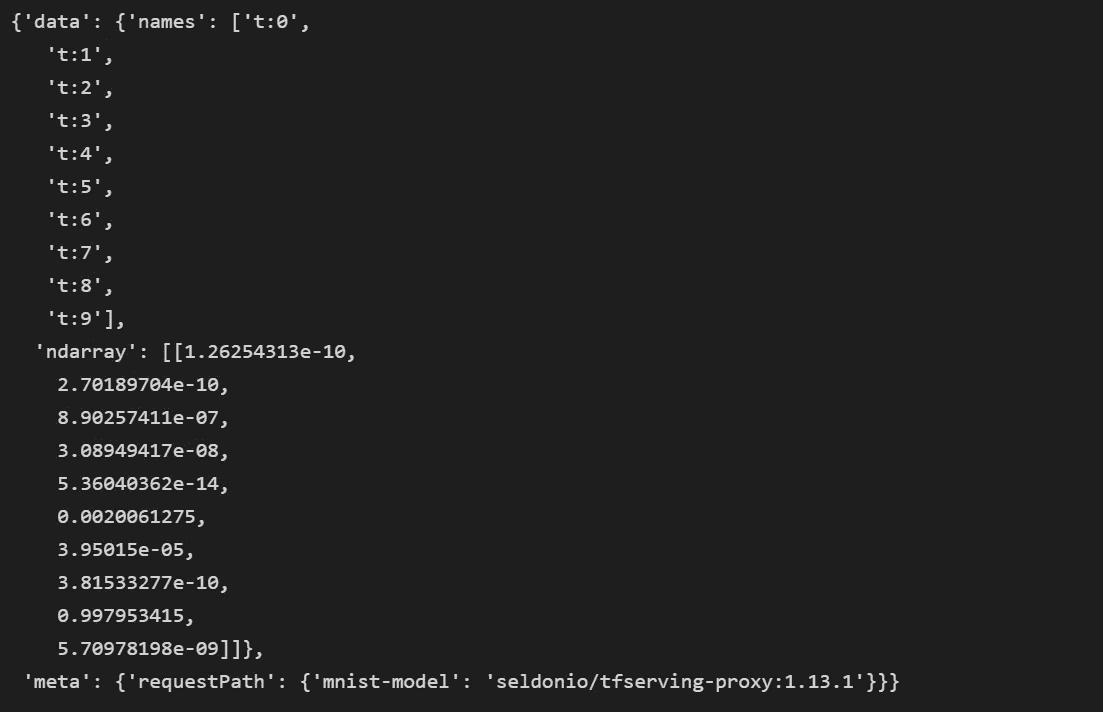 {'data': {'names': ['t:0',
't:1',
't:2',
't:3',
't:4',
't:5',
't:6',
't:7',
't:8',
't:9'],
'ndarray': [[1.26254313e-10,
2.70189704e-10,
8.90257411e-07,
3.08949417e-08,
5.36040362e-14,
0.0020061275,
3.95015e-05,
3.81533277e-10,
0.997953415,
5.70978198e-09]]},
'meta': {'requestPath': {'mnist-model': 'seldonio/tfserving-proxy:1.13.1'}}}